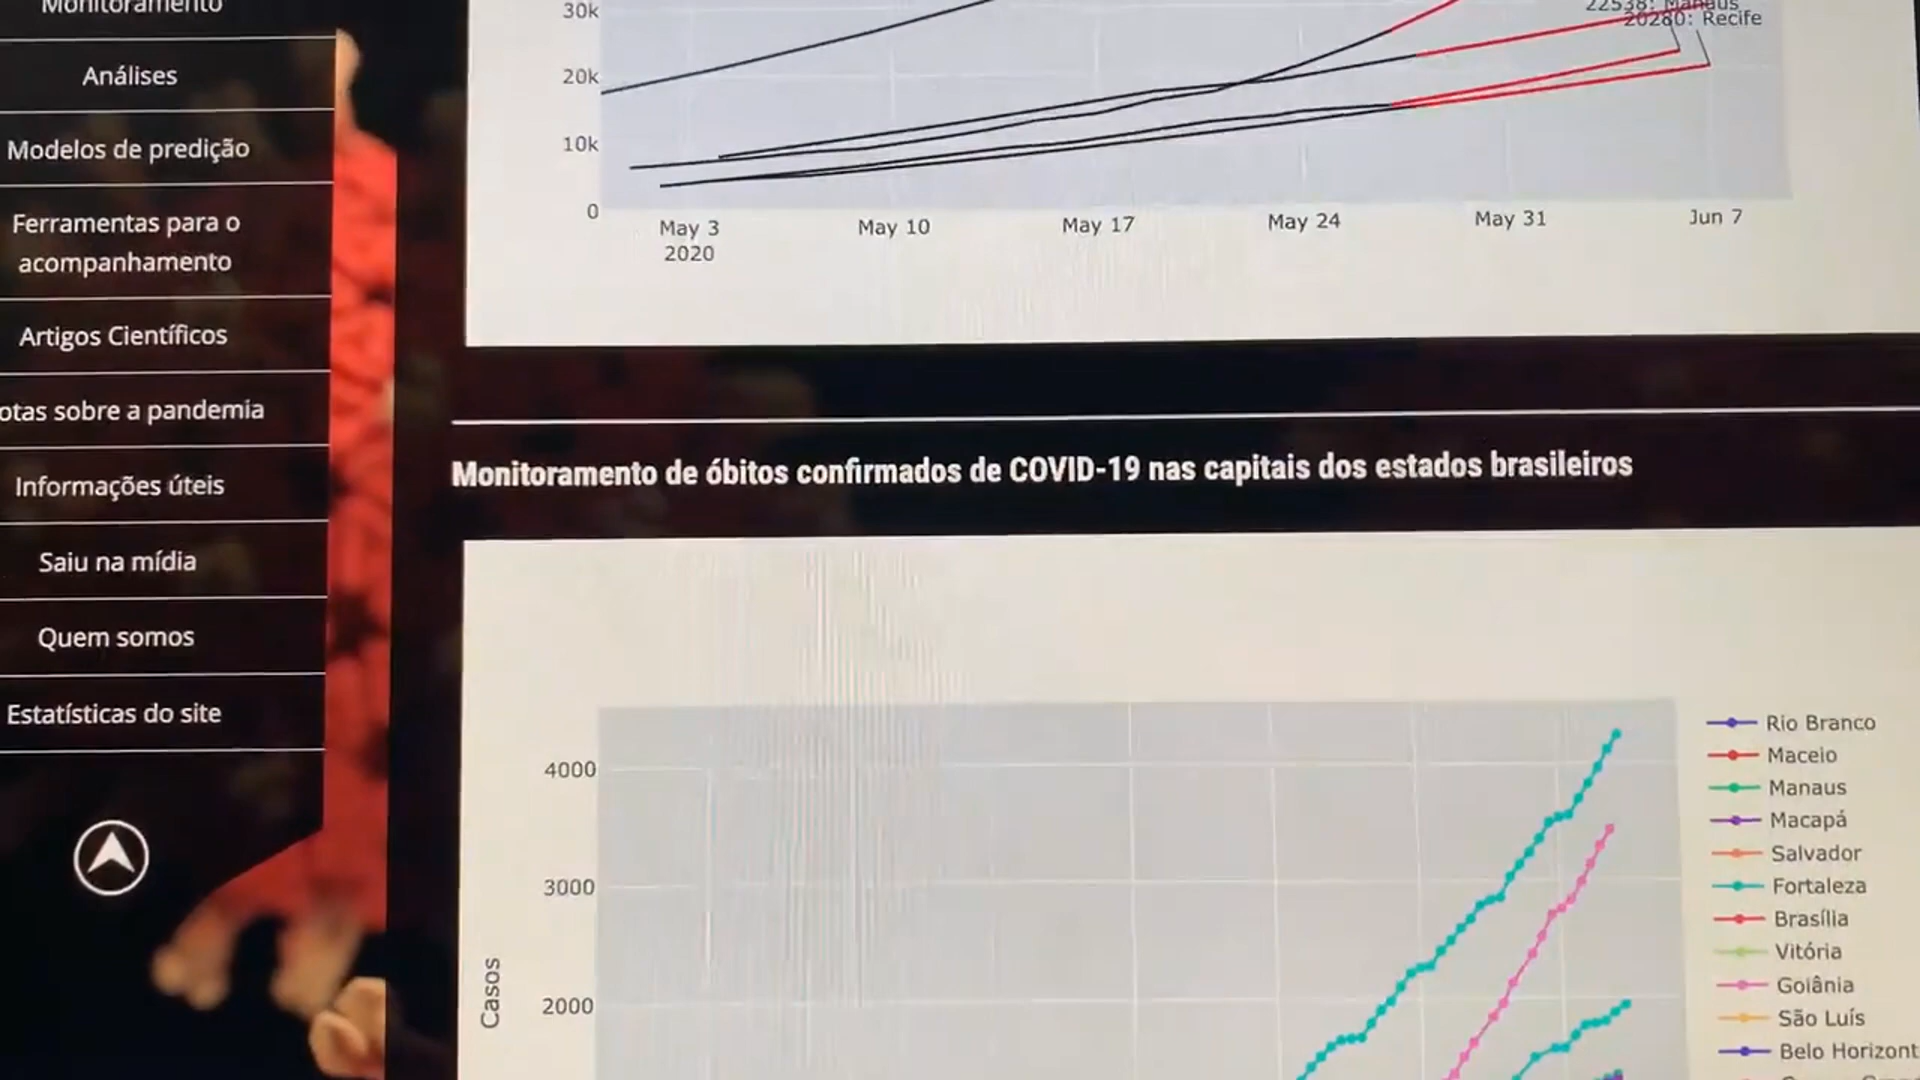 Monitoramento
Análises
Modelos de predição
Ferramentas para o
acompanhamento
Artigos Científicos
otas sobre a pandemia
Informações úteis
Saiu na mídia
Quem somos
Estatísticas do site
30k
20k
10k
0
May 3
2020
May 10
May 17
May 24
May 31
Jun 7
22538: Manaus
20280: Recife
Monitoramento de óbitos confirmados de COVID-19 nas capitais dos estados brasileiros
4000
3000
2000
Casos
Rio Branco
Maceio
Manaus
Macapá
Salvador
Fortaleza
Brasília
Vitória
Goiânia
São Luís
Belo Horizont